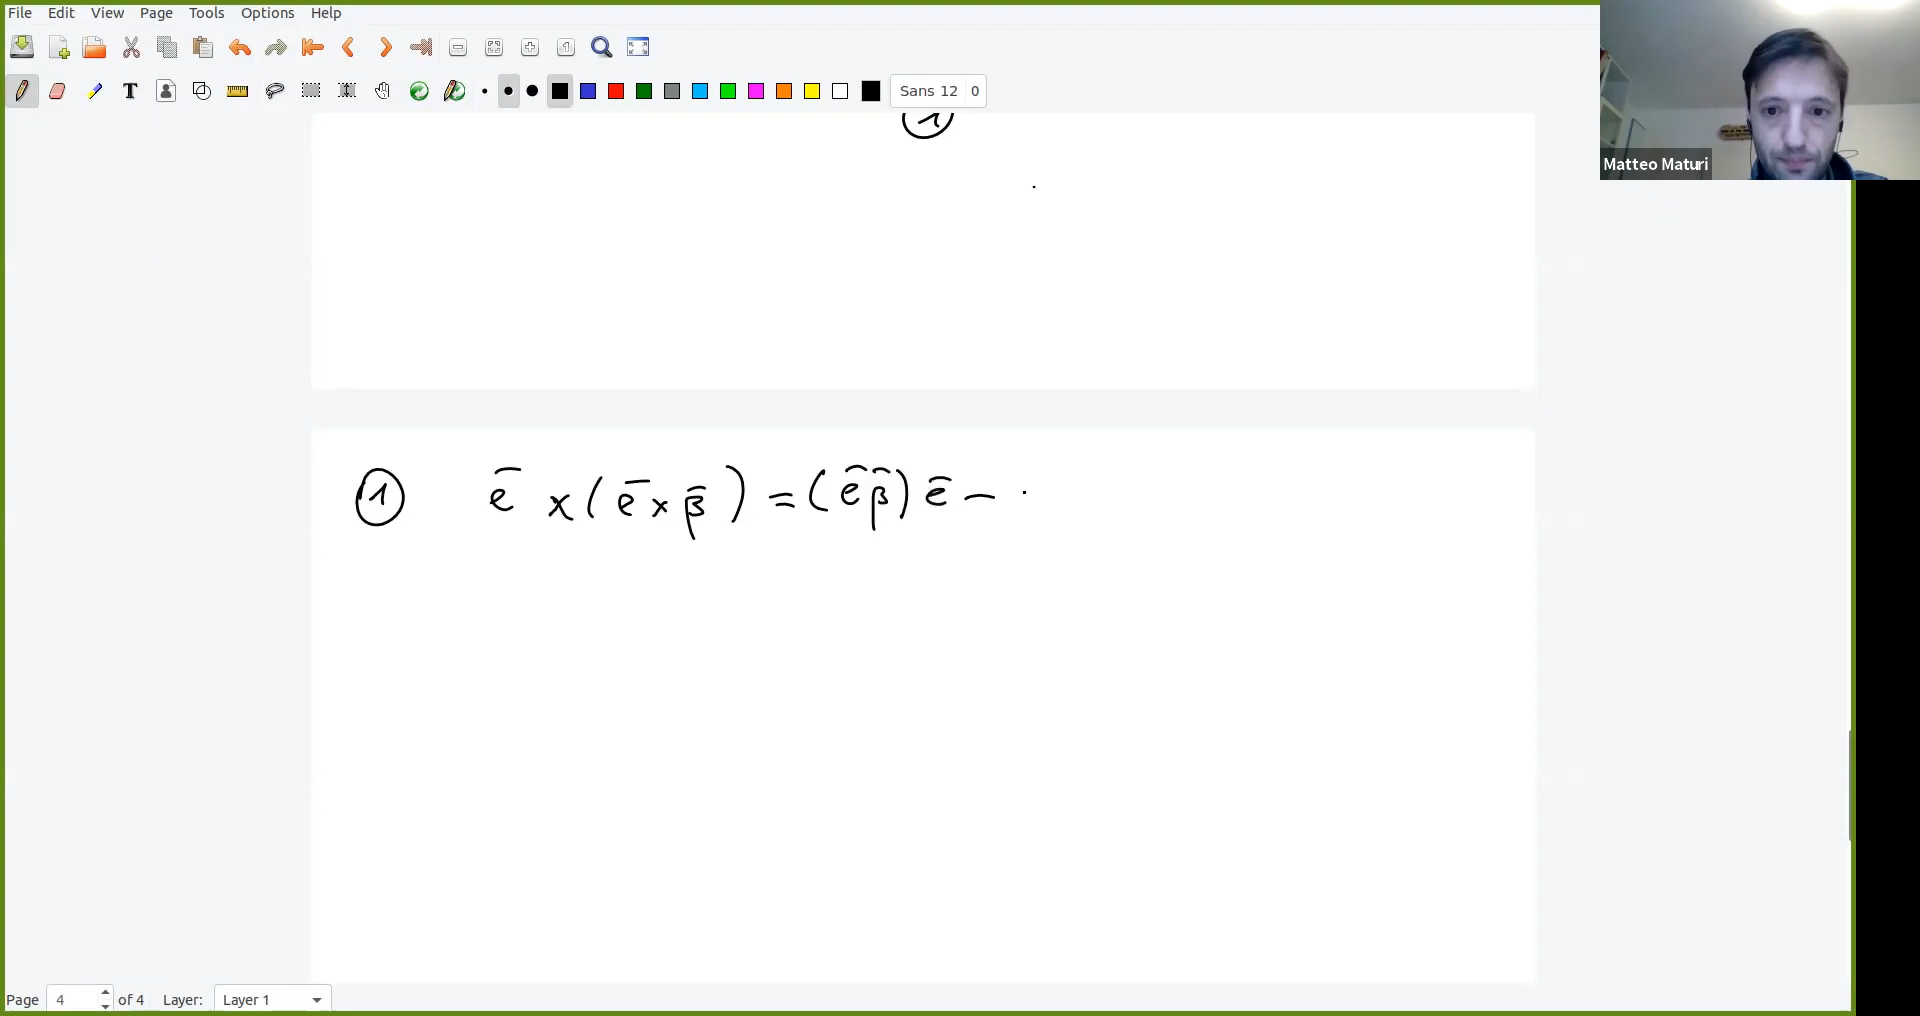 File Edit View Page Tools Options Help
Sans 12 0
Matteo Maturi
①
① e̅ × ( e̅ × β̅ ) = ( e̅ β̅ ) e̅ –
Page 4 of 4 Layer: Layer 1